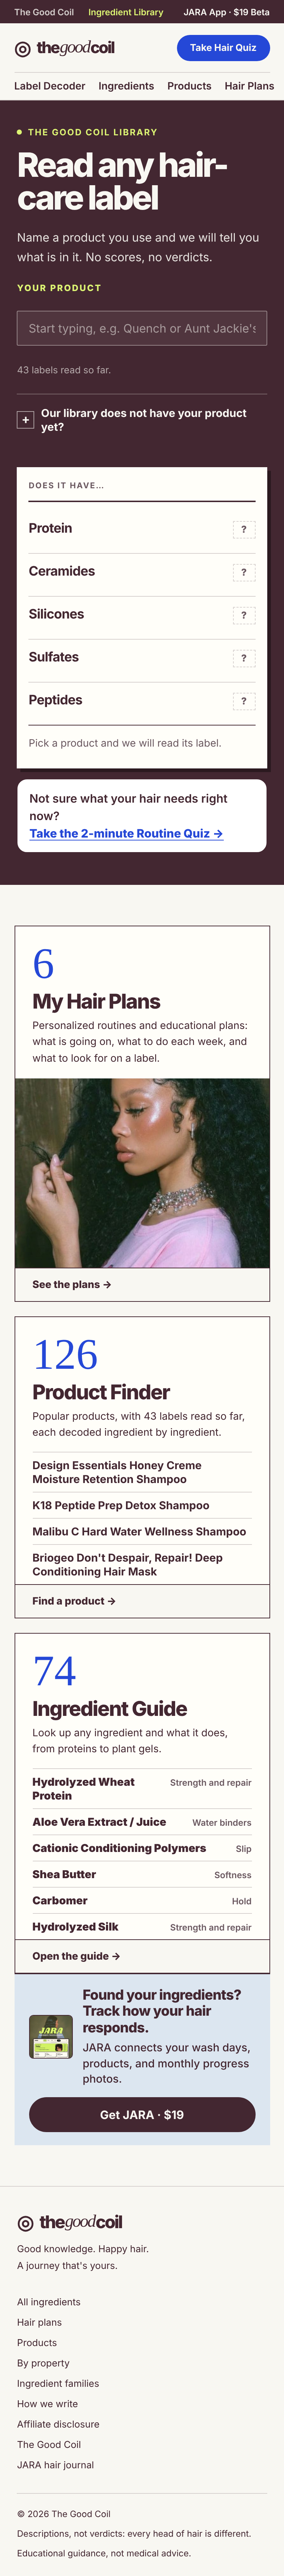 The Good Coil Ingredient Library JARA App · $19 Beta
thegoodcoil Take Hair Quiz
Label Decoder Ingredients Products Hair Plans
THE GOOD COIL LIBRARY
Read any hair-
care label
Name a product you use and we will tell you
what is in it. No scores, no verdicts.
YOUR PRODUCT
Start typing, e.g. Quench or Aunt Jackie's
43 labels read so far.
+ Our library does not have your product
yet?
DOES IT HAVE...
Protein ?
Ceramides ?
Silicones ?
Sulfates ?
Peptides ?
Pick a product and we will read its label.
Not sure what your hair needs right
now?
Take the 2-minute Routine Quiz →
6
My Hair Plans
Personalized routines and educational plans:
what is going on, what to do each week, and
what to look for on a label.
See the plans →
126
Product Finder
Popular products, with 43 labels read so far,
each decoded ingredient by ingredient.
Design Essentials Honey Creme
Moisture Retention Shampoo
K18 Peptide Prep Detox Shampoo
Malibu C Hard Water Wellness Shampoo
Briogeo Don't Despair, Repair! Deep
Conditioning Hair Mask
Find a product →
74
Ingredient Guide
Look up any ingredient and what it does,
from proteins to plant gels.
Hydrolyzed Wheat Strength and repair
Protein
Aloe Vera Extract / Juice Water binders
Cationic Conditioning Polymers Slip
Shea Butter Softness
Carbomer Hold
Hydrolyzed Silk Strength and repair
Open the guide →
Found your ingredients?
Track how your hair
responds.
JARA
JARA connects your wash days,
products, and monthly progress
photos.
Get JARA · $19
thegoodcoil
Good knowledge. Happy hair.
A journey that's yours.
All ingredients
Hair plans
Products
By property
Ingredient families
How we write
Affiliate disclosure
The Good Coil
JARA hair journal
© 2026 The Good Coil
Descriptions, not verdicts: every head of hair is different.
Educational guidance, not medical advice.